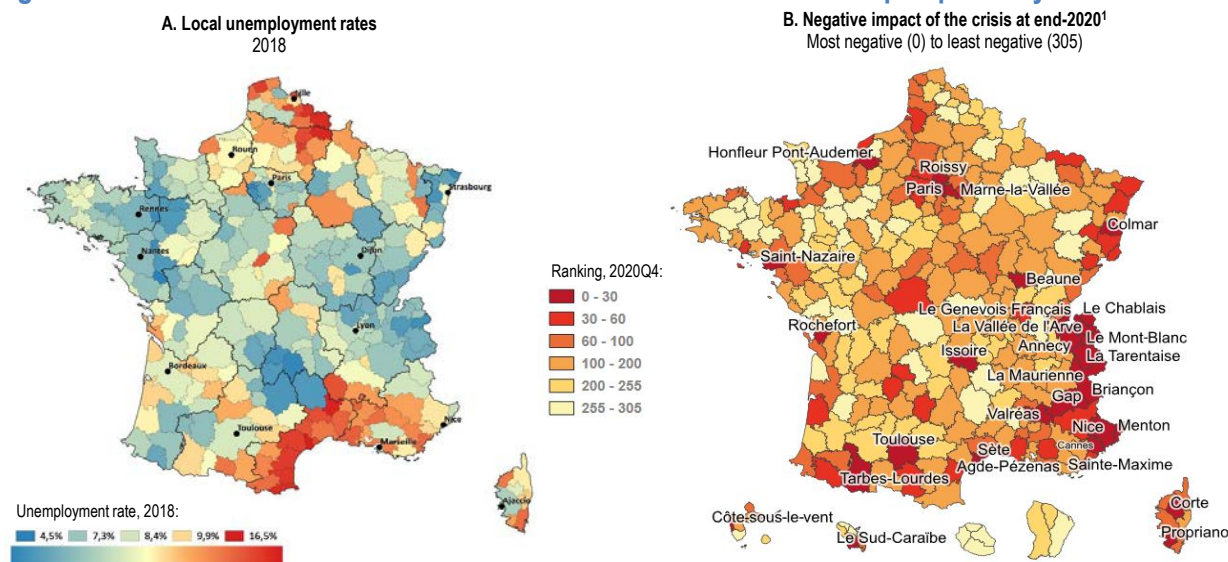 A. Local unemployment rates
2018
Lille
Rouen
Paris
Strasbourg
Rennes
Nantes
Dijon
Lyon
Bordeaux
Toulouse
Nice
Marseille
Ajaccio
Unemployment rate, 2018:
4,5% 7,3% 8,4% 9,9% 16,5%
B. Negative impact of the crisis at end-2020¹
Most negative (0) to least negative (305)
Honfleur Pont-Audemer
Roissy
Paris Marne-la-Vallée
Colmar
Saint-Nazaire
Beaune
Le Genevois Français Le Chablais
Rochefort La Vallée de l'Arve
Le Mont-Blanc
Issoire Annecy
La Tarentaise
La Maurienne
Briançon
Gap
Valréas
Nice Menton
Toulouse Sète Cannes
Agde-Pézenas Sainte-Maxime
Tarbes-Lourdes
Corte
Côte-sous-le-vent
Propriano
Le Sud-Caraïbe
Ranking, 2020Q4:
0 - 30
30 - 60
60 - 100
100 - 200
200 - 255
255 - 305